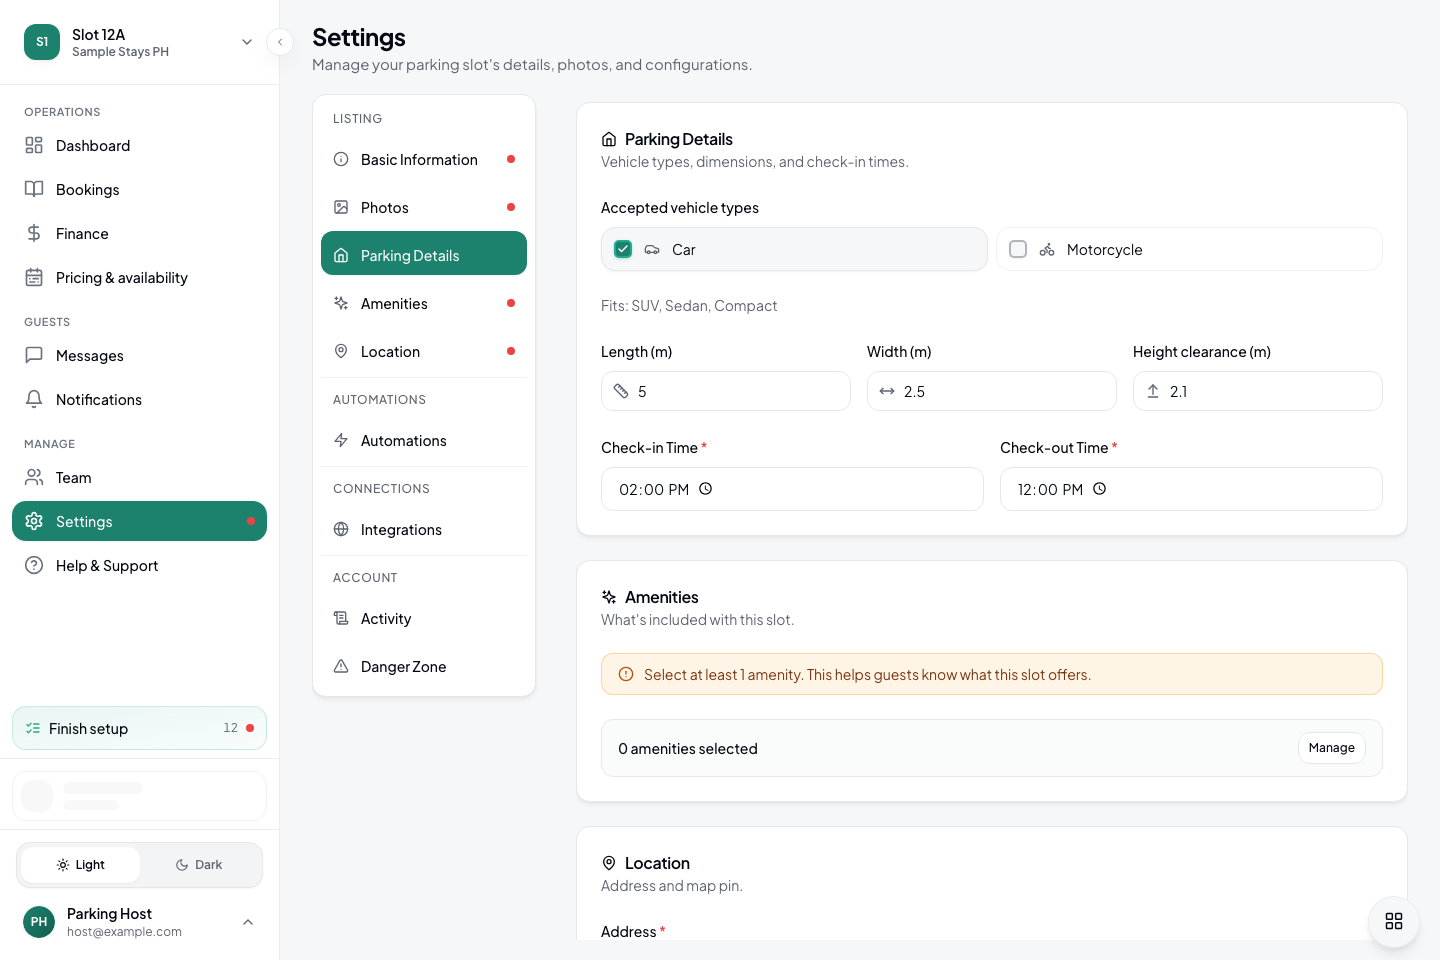 S1
Slot 12A
Sample Stays PH
OPERATIONS
Dashboard
Bookings
Finance
Pricing & availability
GUESTS
Messages
Notifications
MANAGE
Team
Settings
Help & Support
Finish setup
12
Light
Dark
PH
Parking Host
host@example.com
Settings
Manage your parking slot's details, photos, and configurations.
LISTING
Basic Information
Photos
Parking Details
Amenities
Location
AUTOMATIONS
Automations
CONNECTIONS
Integrations
ACCOUNT
Activity
Danger Zone
Parking Details
Vehicle types, dimensions, and check-in times.
Accepted vehicle types
Car
Motorcycle
Fits: SUV, Sedan, Compact
Length (m)
Width (m)
Height clearance (m)
5
2.5
2.1
Check-in Time *
Check-out Time *
02:00 PM
12:00 PM
Amenities
What's included with this slot.
Select at least 1 amenity. This helps guests know what this slot offers.
0 amenities selected
Manage
Location
Address and map pin.
Address *